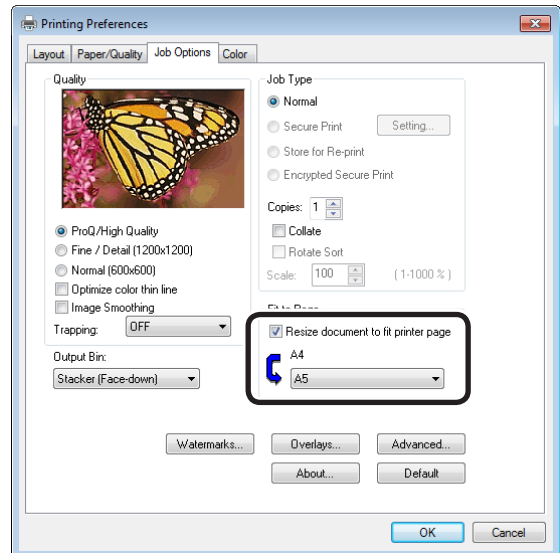 Printing Preferences
Layout Paper/Quality Job Options Color
Quality
ProQ/High Quality
Fine / Detail (1200x1200)
Normal (600x600)
Optimize color thin line
Image Smoothing
Trapping: OFF
Output Bin:
Stacker (Face-down)
Job Type
Normal
Secure Print Setting...
Store for Re-print
Encrypted Secure Print
Copies: 1
Collate
Rotate Sort
Scale: 100 (1-1000 %)
Fit to Page
Resize document to fit printer page
A4
A5
Watermarks... Overlays... Advanced...
About... Default
OK Cancel